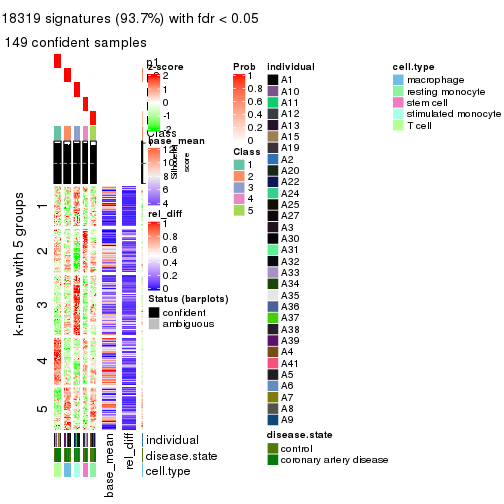 18319 signatures (93.7%) with fdr < 0.05
149 confident samples
z-score
2
1
0
-1
-2
Prob
1
0.8
0.6
0.4
0.2
0
Class
1
2
3
4
5
individual
A1
A10
A11
A12
A13
A15
A19
A2
A20
A22
A24
A25
A27
A3
A30
A31
A32
A33
A34
A35
A36
A37
A38
A39
A4
A41
A5
A6
A7
A8
A9
cell.type
macrophage
resting monocyte
stem cell
stimulated monocyte
T cell
Class
base_mean
12
10
8
6
4
score
rel_diff
1
0.8
0.6
0.4
0.2
0
Status (barplots)
confident
ambiguous
k-means with 5 groups
1
2
3
4
5
base_mean
rel_diff
individual
disease.state
cell.type
disease.state
control
coronary artery disease